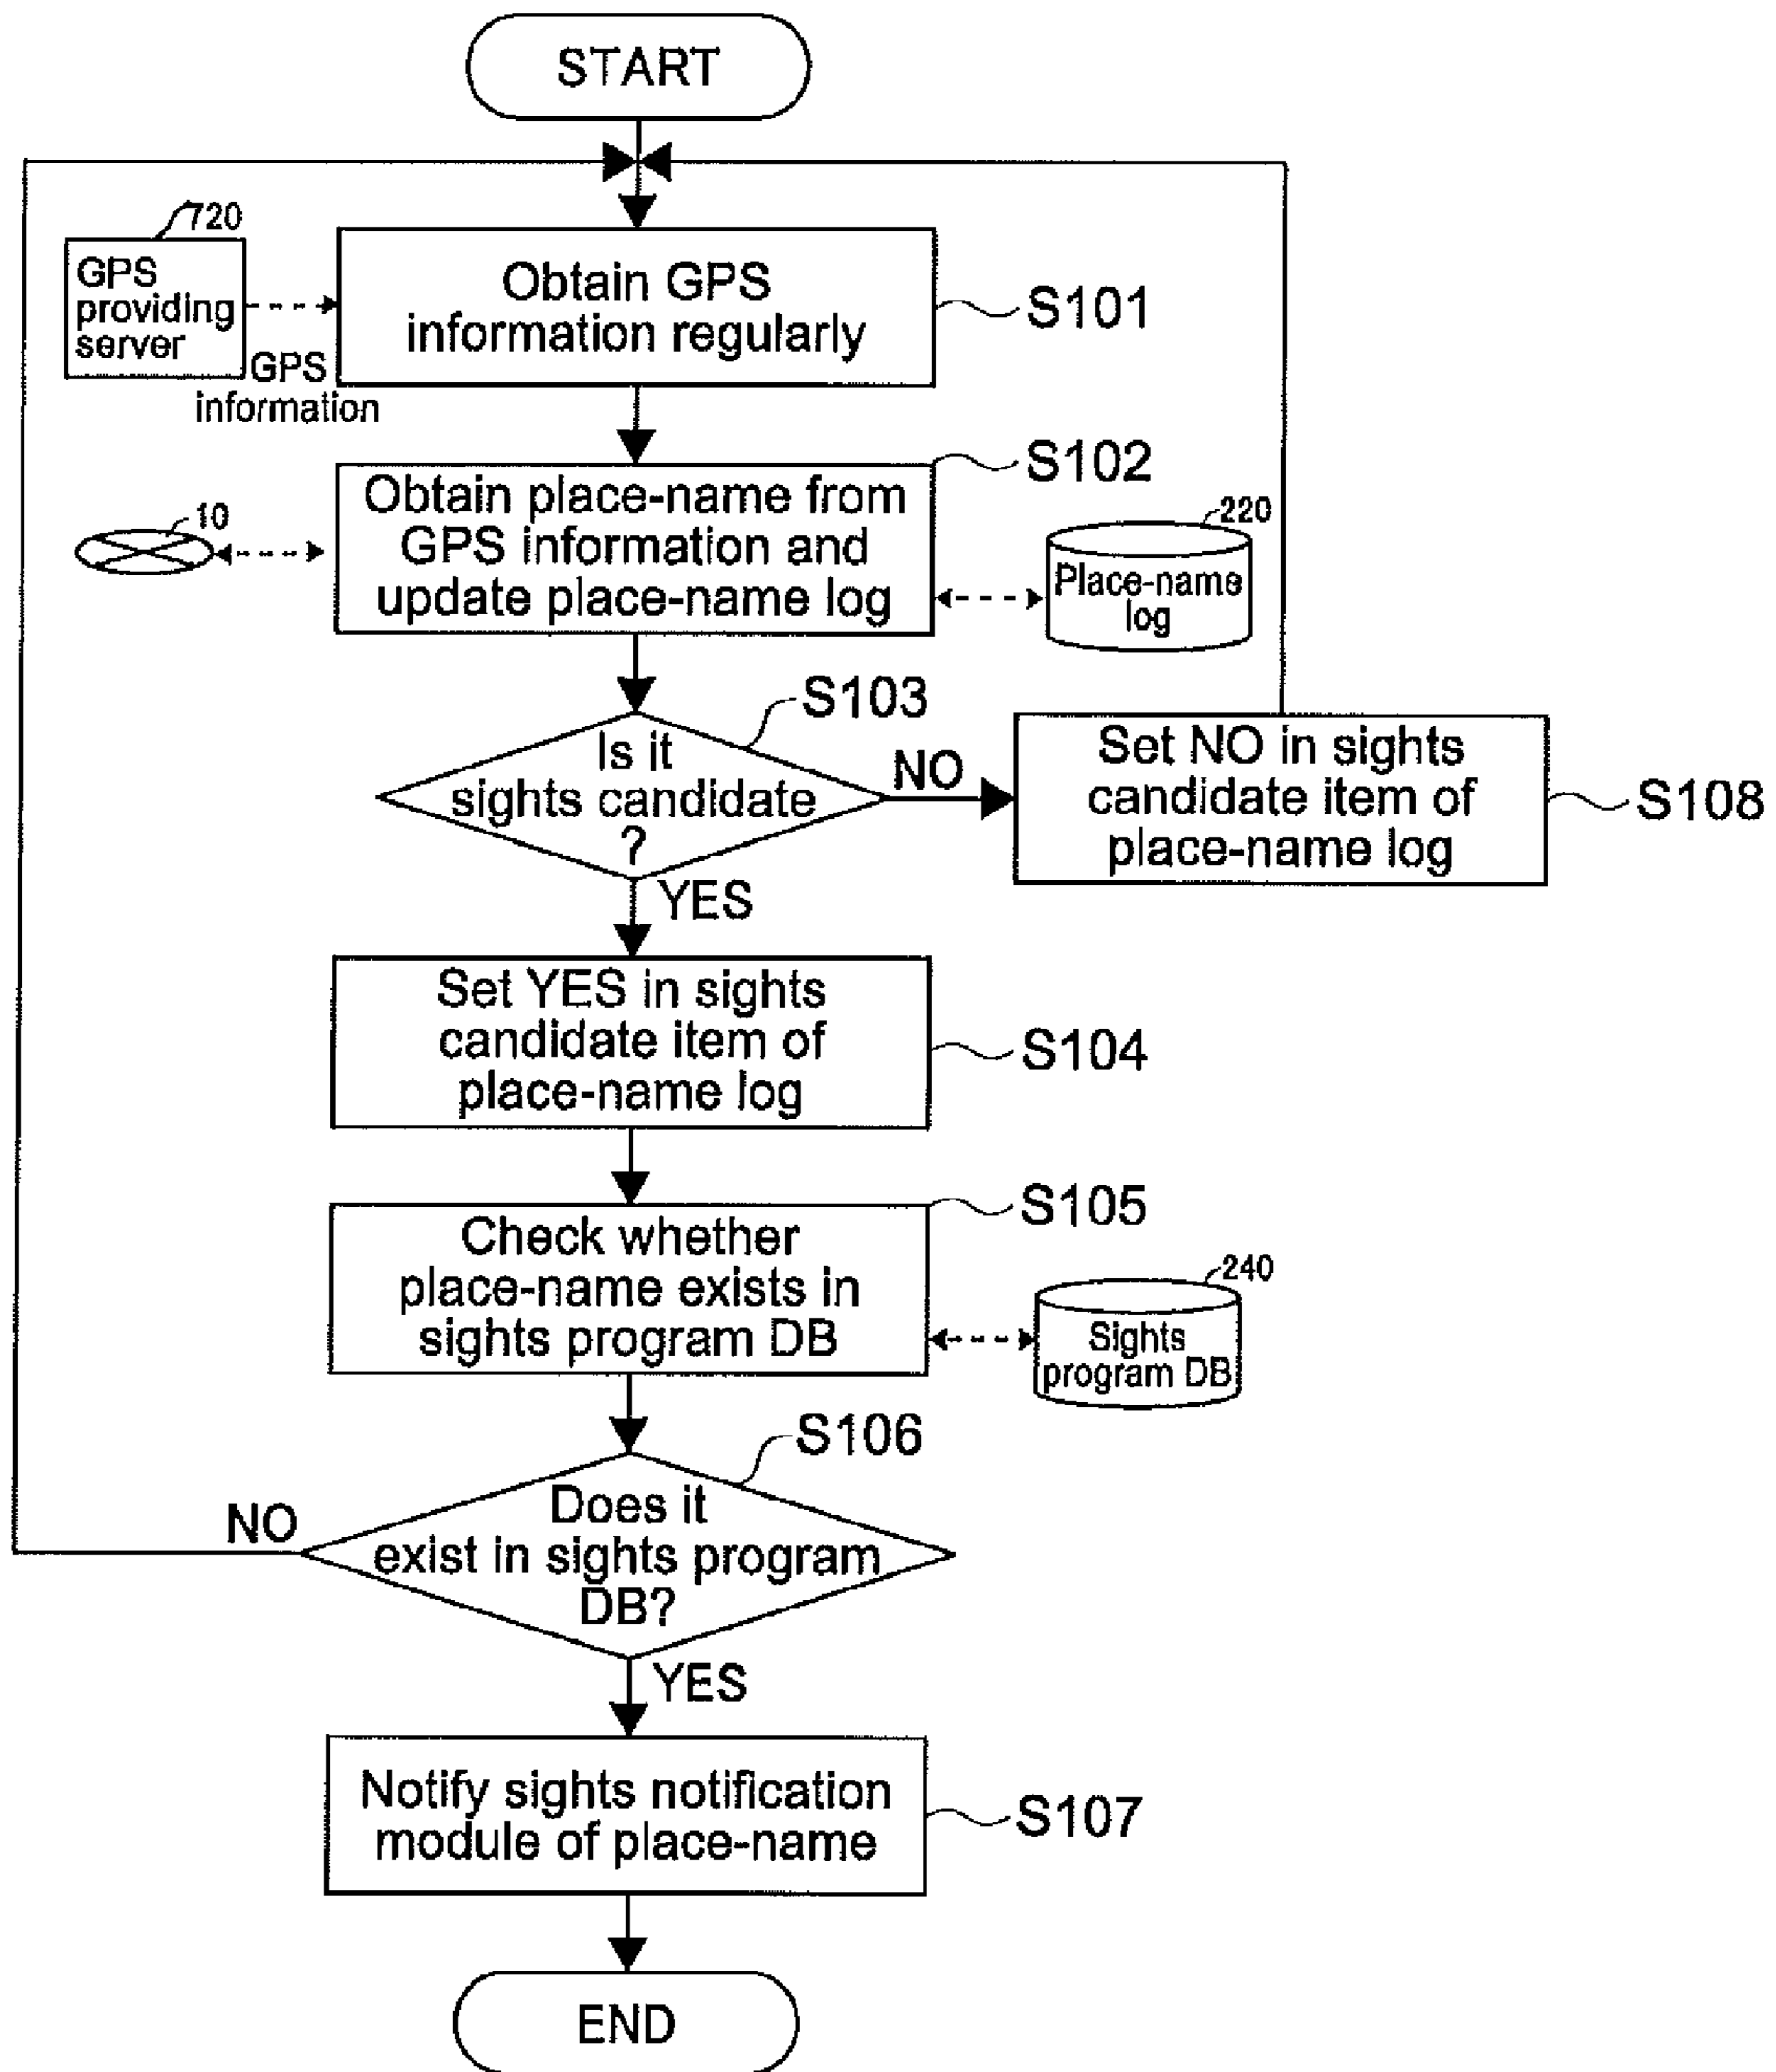 START
720
GPS
providing
server
GPS
information
Obtain GPS
information regularly
S101
S102
Obtain place-name from
GPS information and
update place-name log
10
220
Place-name
log
S103
Is it
sights candidate
?
NO
Set NO in sights
candidate item of
place-name log
S108
YES
Set YES in sights
candidate item of
place-name log
S104
S105
Check whether
place-name exists in
sights program DB
240
Sights
program DB
S106
Does it
exist in sights program
DB?
NO
YES
Notify sights notification
module of place-name
S107
END